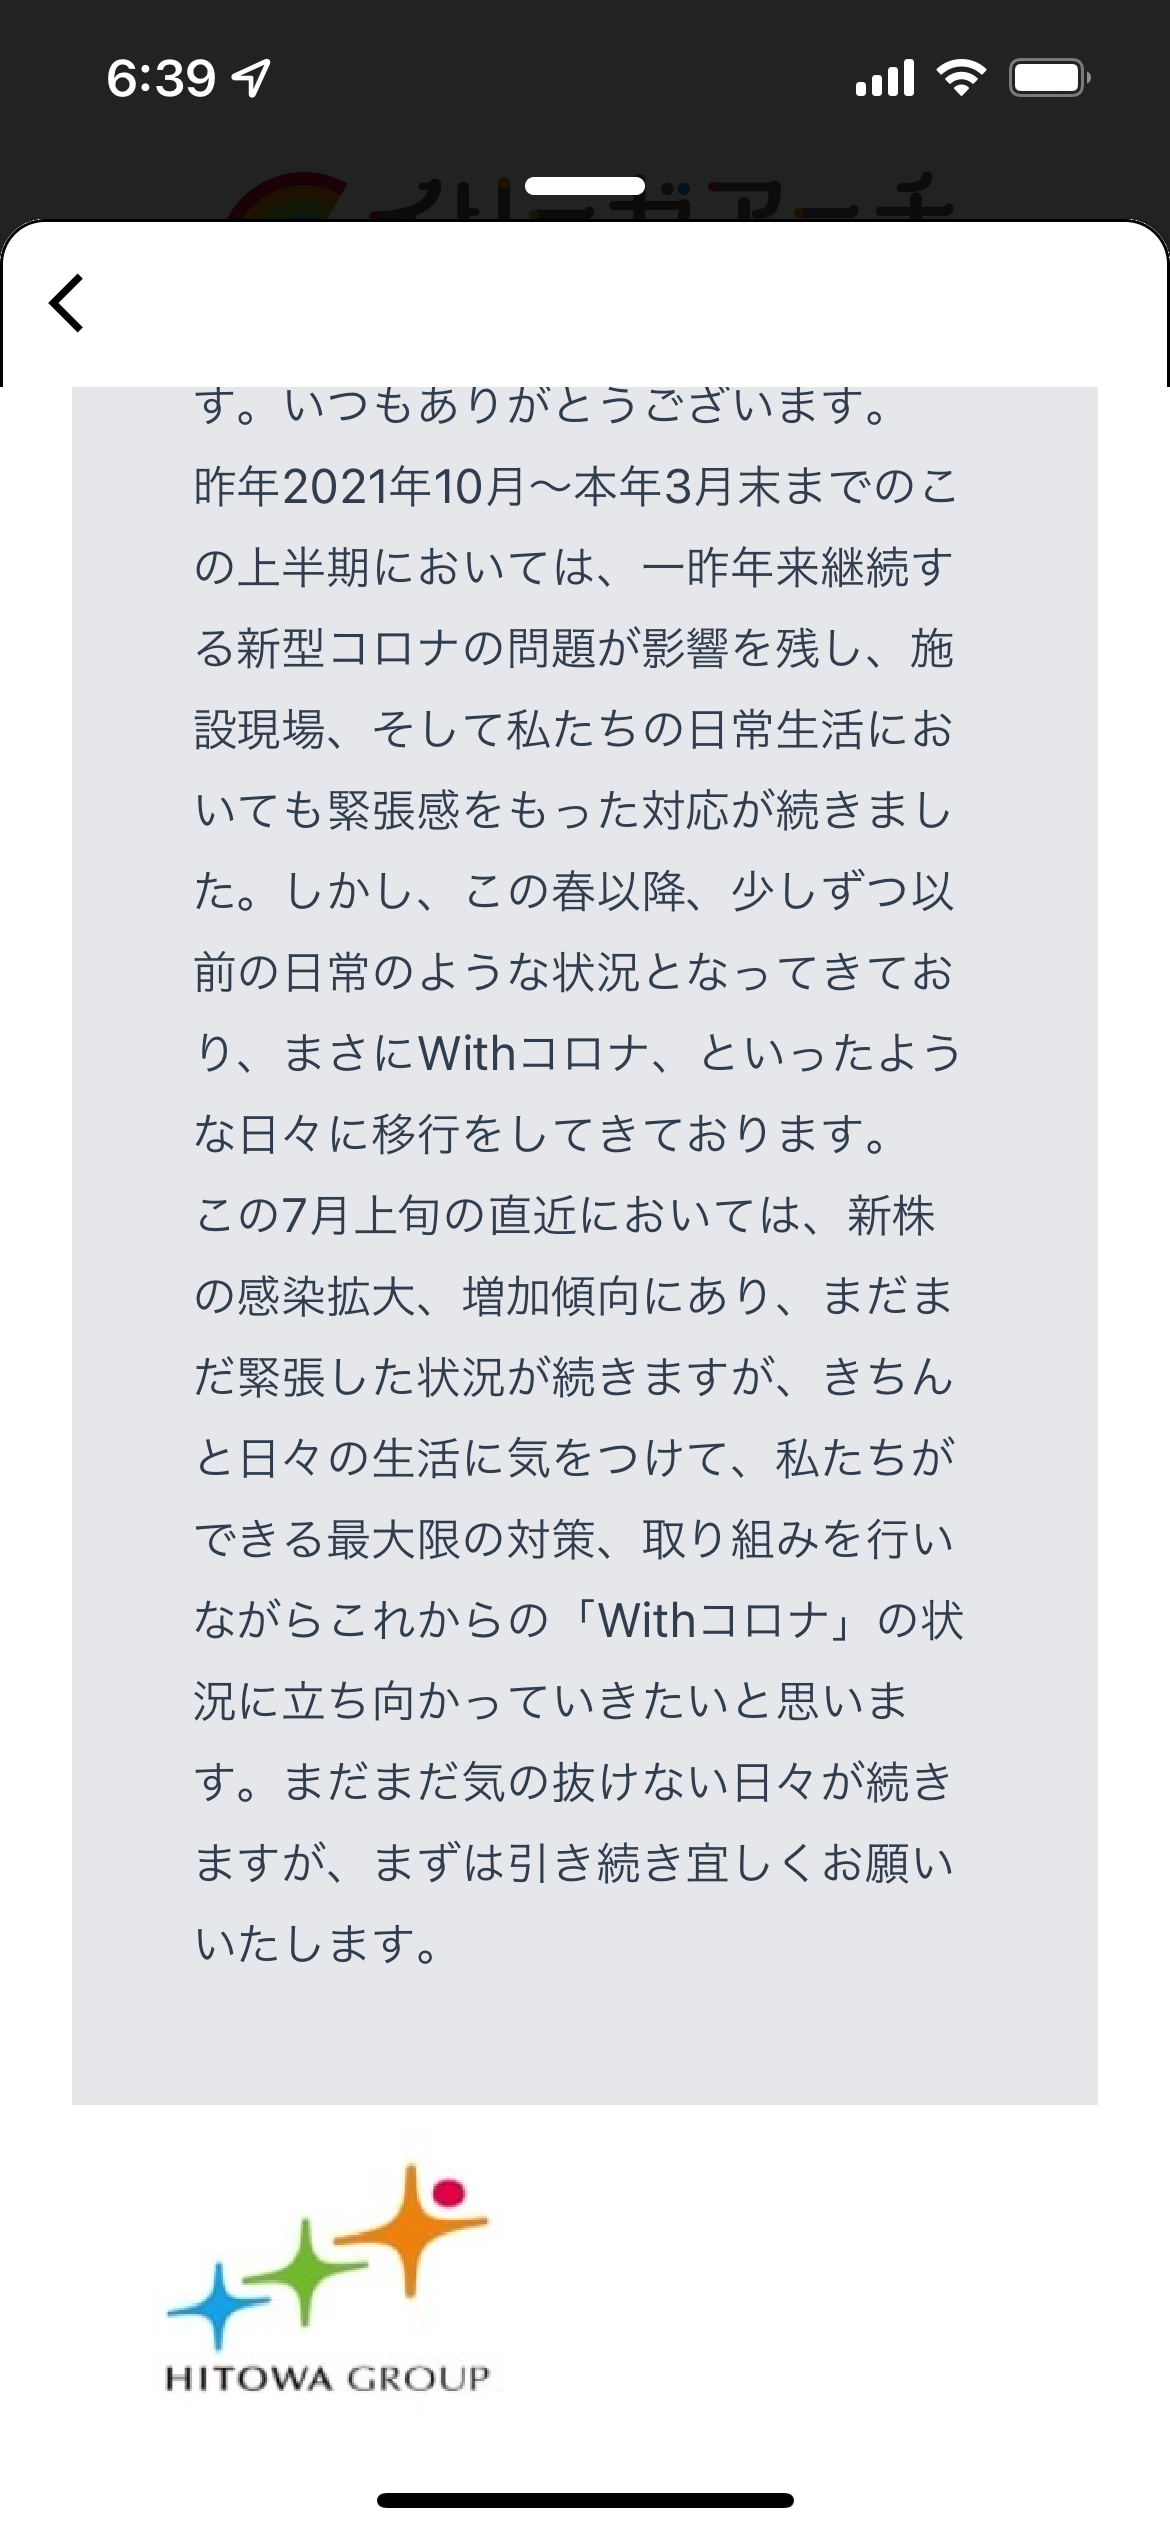 6:39
イリーゼアーチ
す。いつもありがとうございます。
昨年2021年10月〜本年3月末までのこ
の上半期においては、一昨年来継続す
る新型コロナの問題が影響を残し、施
設現場、そして私たちの日常生活にお
いても緊張感をもった対応が続きまし
た。しかし、この春以降、少しずつ以
前の日常のような状況となってきてお
り、まさにWithコロナ、といったよう
な日々に移行をしてきております。
この7月上旬の直近においては、新株
の感染拡大、増加傾向にあり、まだま
だ緊張した状況が続きますが、きちん
と日々の生活に気をつけて、私たちが
できる最大限の対策、取り組みを行い
ながらこれからの「Withコロナ」の状
況に立ち向かっていきたいと思いま
す。まだまだ気の抜けない日々が続き
ますが、まずは引き続き宜しくお願い
いたします。
HITOWA GROUP